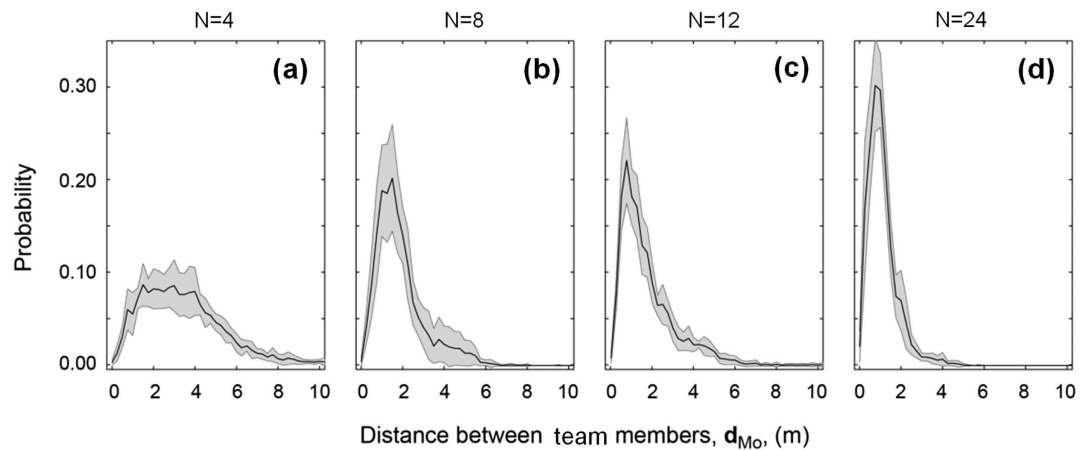 N=4 N=8 N=12 N=24
(a) (b) (c) (d)
0.30
0.20
0.10
0.00
Probability
0 2 4 6 8 10 0 2 4 6 8 10 0 2 4 6 8 10 0 2 4 6 8 10
Distance between team members, d_Mo, (m)